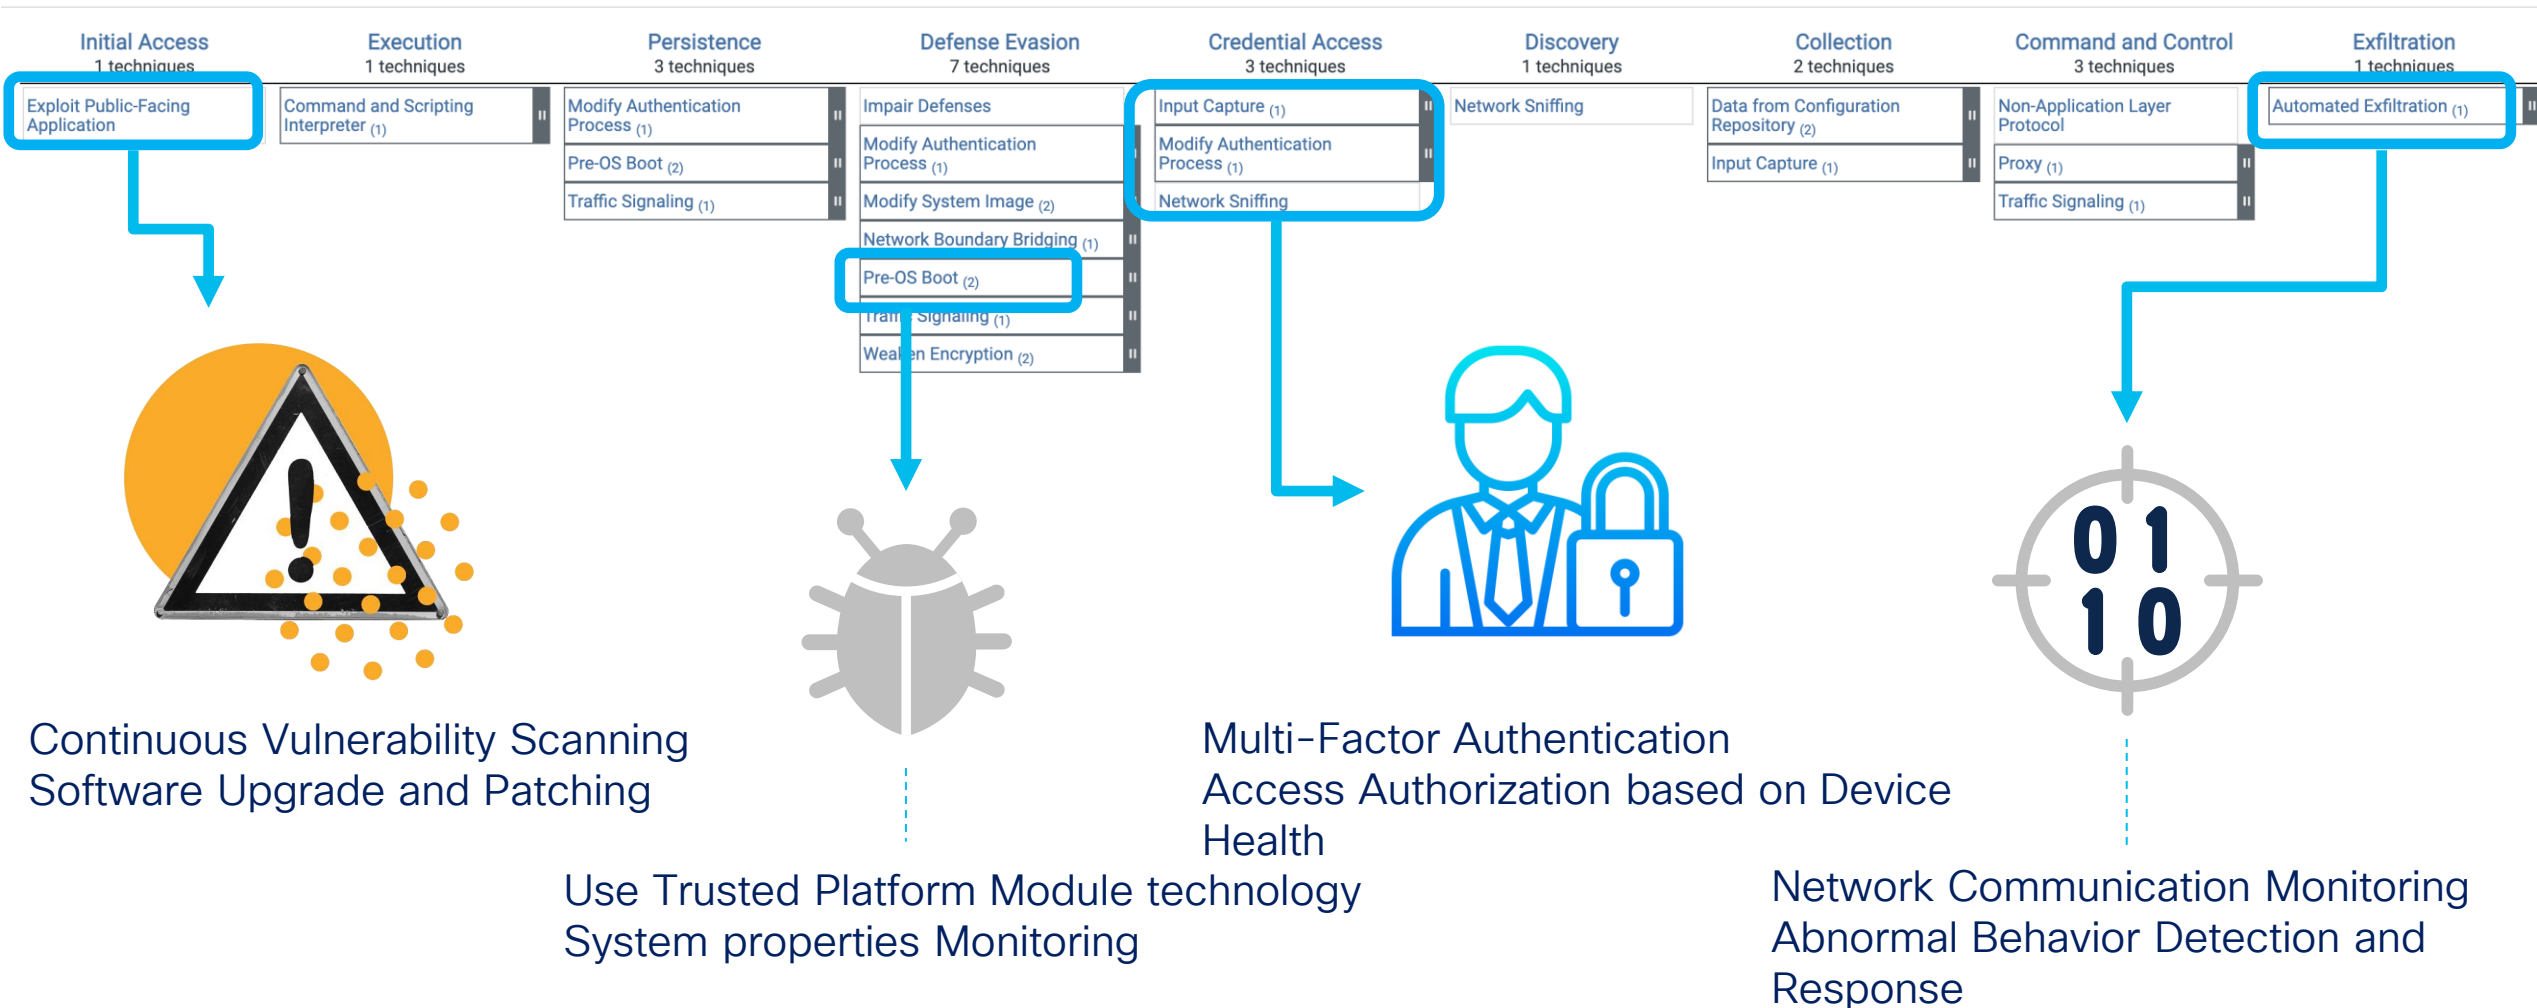 Initial Access
1 techniques
Exploit Public-Facing
Application
Execution
1 techniques
Command and Scripting
Interpreter (1)
Persistence
3 techniques
Modify Authentication
Process (1)
Pre-OS Boot (2)
Traffic Signaling (1)
Defense Evasion
7 techniques
Impair Defenses
Modify Authentication
Process (1)
Modify System Image (2)
Network Boundary Bridging (1)
Pre-OS Boot (2)
Traffic Signaling (1)
Weaken Encryption (2)
Credential Access
3 techniques
Input Capture (1)
Modify Authentication
Process (1)
Network Sniffing
Discovery
1 techniques
Network Sniffing
Collection
2 techniques
Data from Configuration
Repository (2)
Input Capture (1)
Command and Control
3 techniques
Non-Application Layer
Protocol
Proxy (1)
Traffic Signaling (1)
Exfiltration
1 techniques
Automated Exfiltration (1)
01
10
Continuous Vulnerability Scanning
Software Upgrade and Patching
Use Trusted Platform Module technology
System properties Monitoring
Multi-Factor Authentication
Access Authorization based on Device
Health
Network Communication Monitoring
Abnormal Behavior Detection and
Response